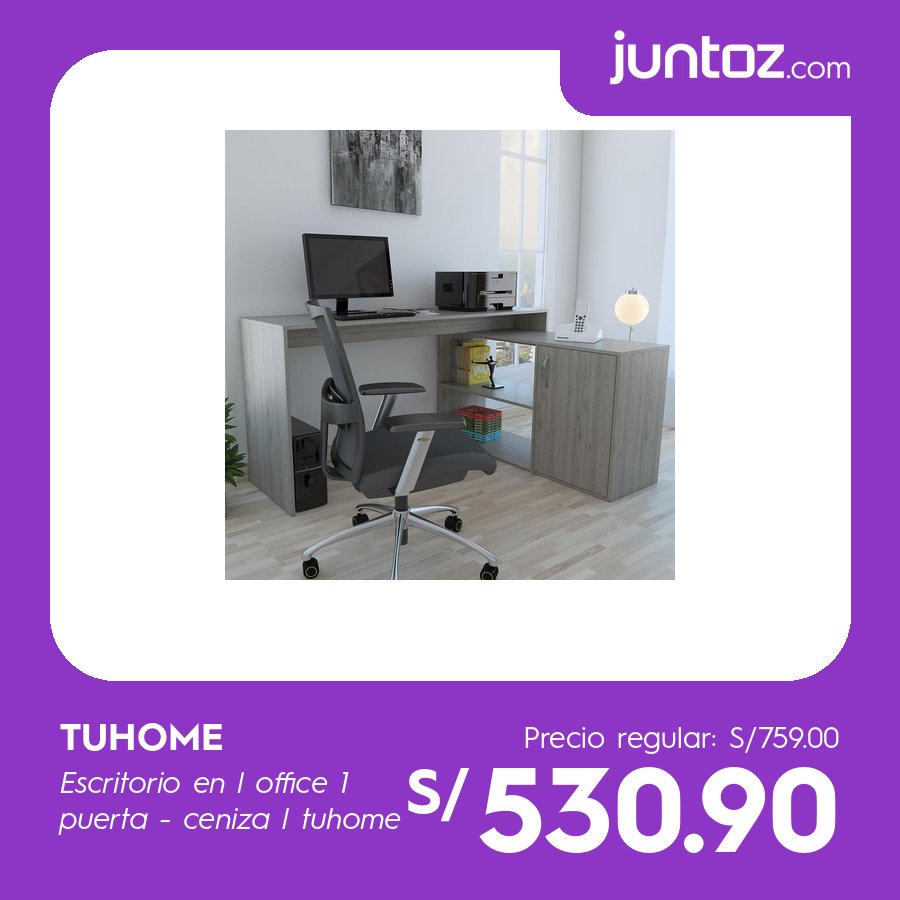 juntoz.com
TUHOME
Escritorio en l office 1
puerta - ceniza | tuhome
Precio regular: S/759.00
S/530.90